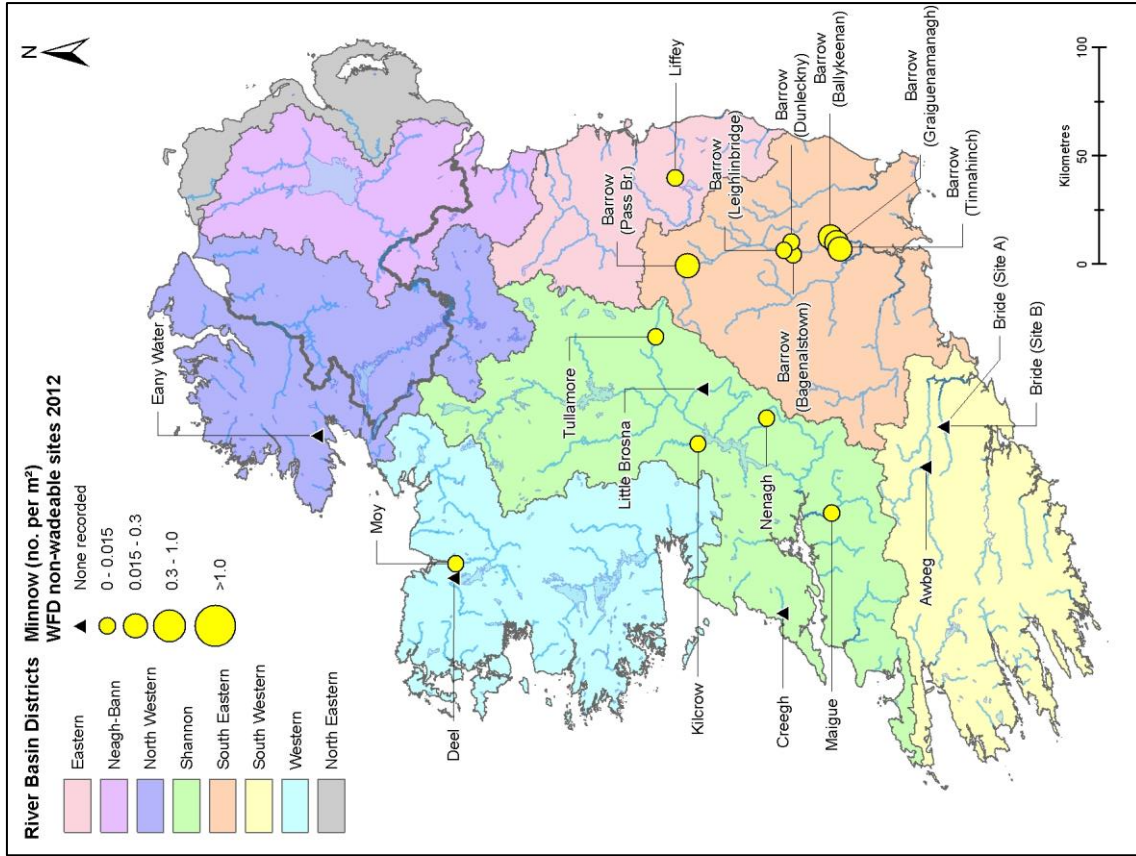 River Basin Districts
Eastern
Neagh-Bann
North Western
Shannon
South Eastern
South Western
Western
North Eastern
Minnow (no. per m²)
WFD non-wadeable sites 2012
None recorded
0 - 0.015
0.015 - 0.3
0.3 - 1.0
>1.0
N
Eany Water
Moy
Deel
Tullamore
Little Brosna
Kilcrow
Nenagh
Creegh
Maigue
Awbeg
Bride (Site A)
Bride (Site B)
Liffey
Barrow
(Pass Br.)
Barrow
(Leighlinbridge)
Barrow
(Dunleckny)
Barrow
(Bagenalstown)
Barrow
(Ballykeenan)
Barrow
(Graiguenamanagh)
Barrow
(Tinnahinch)
0 50 100
Kilometres